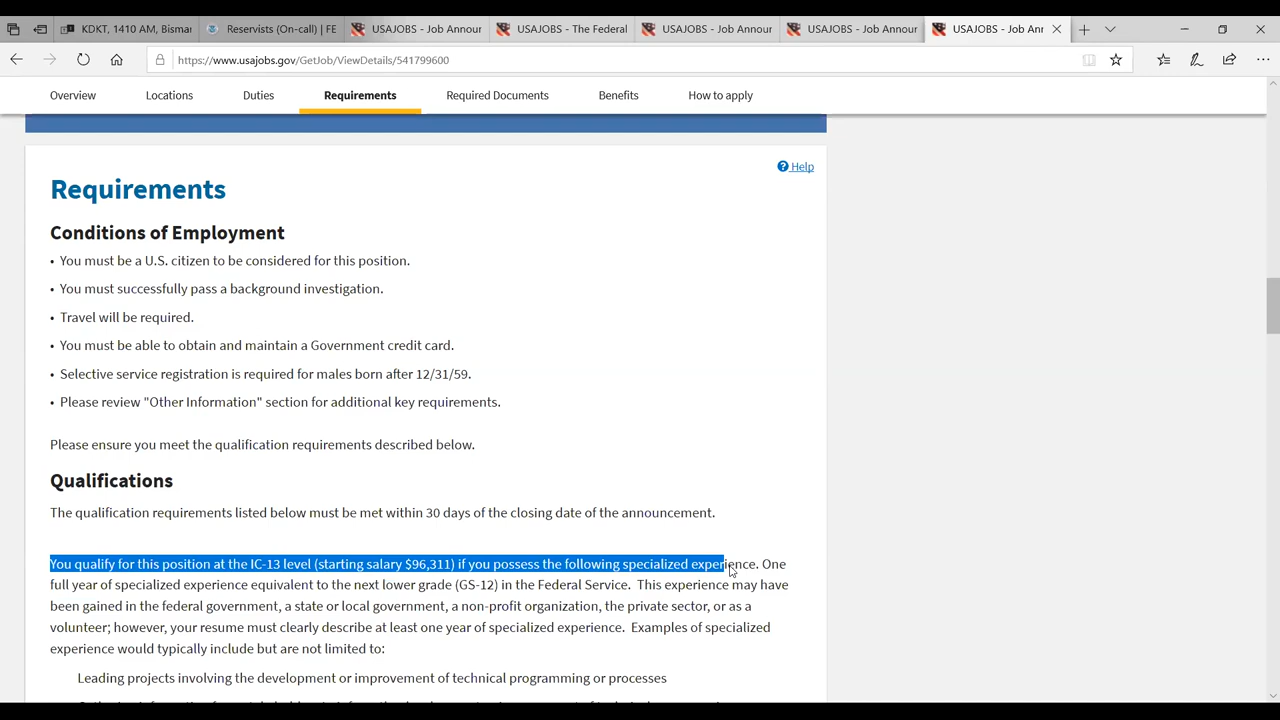 KDKT, 1410 AM, Bismar
Reservists (On-call) | FE
USAJOBS - Job Announ
USAJOBS - The Federal
USAJOBS - Job Announ
USAJOBS - Job Announ
USAJOBS - Job Ann
https://www.usajobs.gov/GetJob/ViewDetails/541799600
Overview Locations Duties Requirements Required Documents Benefits How to apply
Help
Requirements
Conditions of Employment
• You must be a U.S. citizen to be considered for this position.
• You must successfully pass a background investigation.
• Travel will be required.
• You must be able to obtain and maintain a Government credit card.
• Selective service registration is required for males born after 12/31/59.
• Please review "Other Information" section for additional key requirements.
Please ensure you meet the qualification requirements described below.
Qualifications
The qualification requirements listed below must be met within 30 days of the closing date of the announcement.
You qualify for this position at the IC-13 level (starting salary $96,311) if you possess the following specialized experience. One
full year of specialized experience equivalent to the next lower grade (GS-12) in the Federal Service.  This experience may have
been gained in the federal government, a state or local government, a non-profit organization, the private sector, or as a
volunteer; however, your resume must clearly describe at least one year of specialized experience.  Examples of specialized
experience would typically include but are not limited to:
Leading projects involving the development or improvement of technical programming or processes